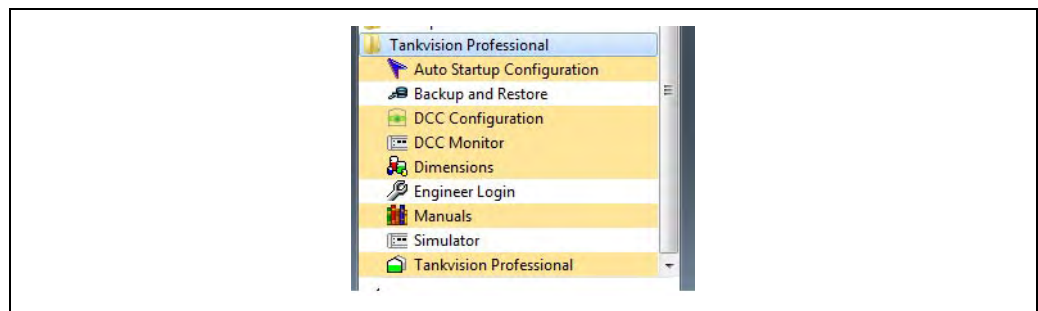 Tankvision Professional
Auto Startup Configuration
Backup and Restore
DCC Configuration
DCC Monitor
Dimensions
Engineer Login
Manuals
Simulator
Tankvision Professional